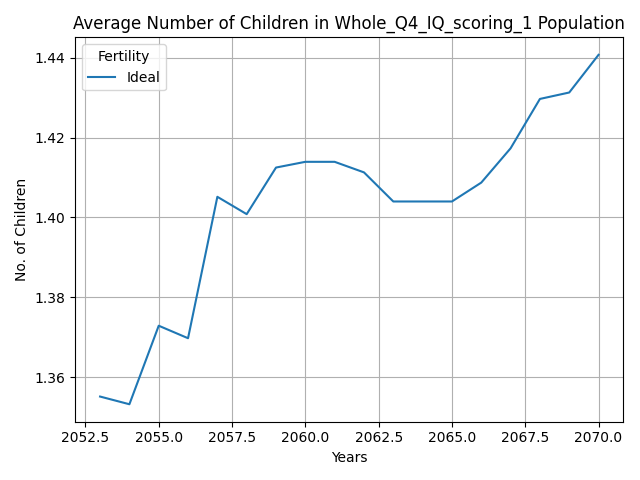 Average Number of Children in Whole_Q4_IQ_scoring_1 Population
Fertility
Ideal
1.44
1.42
1.40
1.38
1.36
No. of Children
2052.5 2055.0 2057.5 2060.0 2062.5 2065.0 2067.5 2070.0
Years